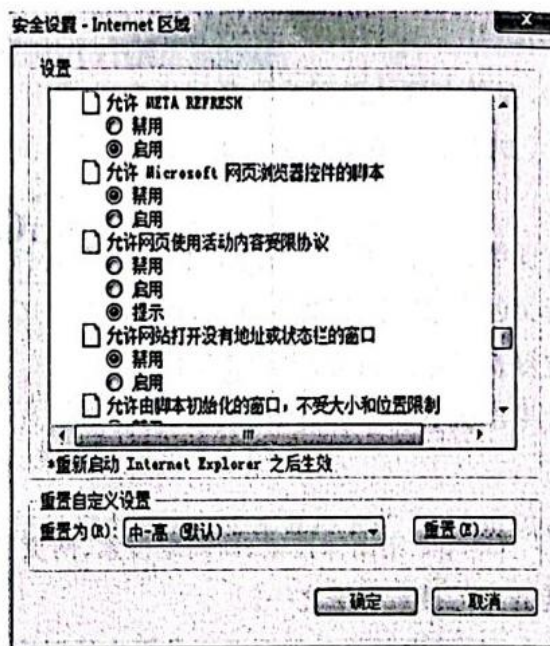 安全设置 - Internet 区域
X
设置
允许 META REFRESH
禁用
启用
允许 Microsoft 网页浏览器控件的脚本
禁用
启用
允许网页使用活动内容受限协议
禁用
启用
提示
允许网站打开没有地址或状态栏的窗口
禁用
启用
允许由脚本初始化的窗口，不受大小和位置限制
*重新启动 Internet Explorer 之后生效
重置自定义设置
重置为(R): 中-高 (默认) 重置(E)...
确定 取消